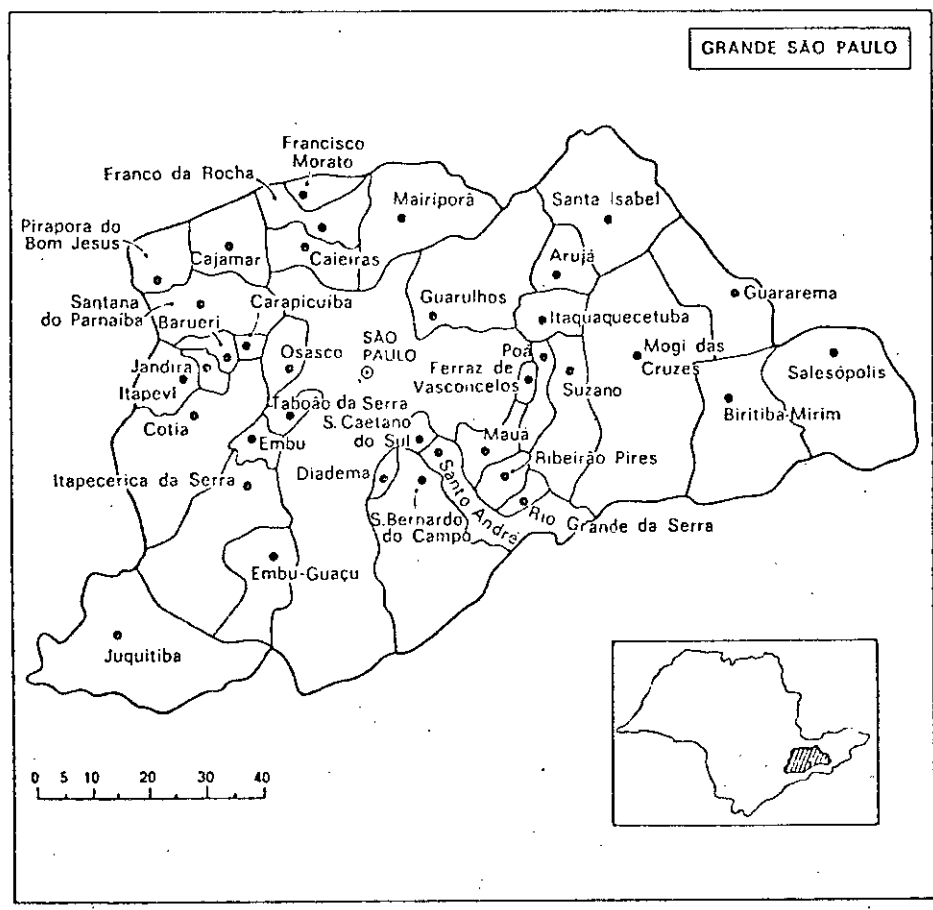 GRANDE SÃO PAULO
Francisco
Morato
Franco da Rocha
Mairiporã
Santa Isabel
Pirapora do
Bom Jesus
Cajamar
Caieiras
Arujá
Santana
do Parnaíba
Carapicuíba
Guarulhos
Guararema
Barueri
Itaquaquecetuba
SÃO
PAULO
Osasco
Poá
Mogi das
Cruzes
Jandira
Ferraz de
Vasconcelos
Suzano
Salesópolis
Itapevi
Taboão da Serra
Biritiba-Mirim
Cotia
S. Caetano
do Sul
Embu
Mauá
Ribeirão Pires
Itapecerica da Serra
Diadema
Santo André
S.Bernardo
do Campo
Rio Grande da Serra
Embu-Guaçu
Juquitiba
0 5 10 20 30 40